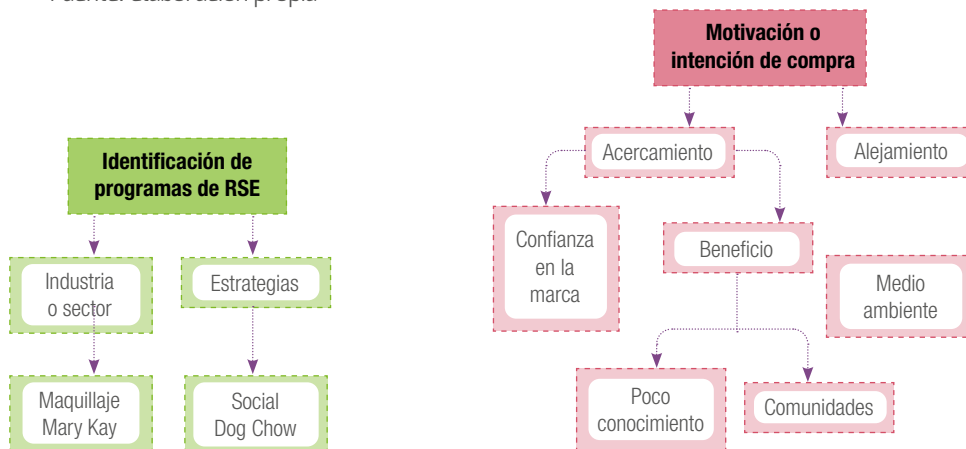 Fuente: elaboración propia
Motivación o
intención de compra
Acercamiento
Alejamiento
Identificación de
programas de RSE
Confianza
en la
marca
Beneficio
Medio
ambiente
Industria
o sector
Estrategias
Maquillaje
Mary Kay
Social
Dog Chow
Poco
conocimiento
Comunidades